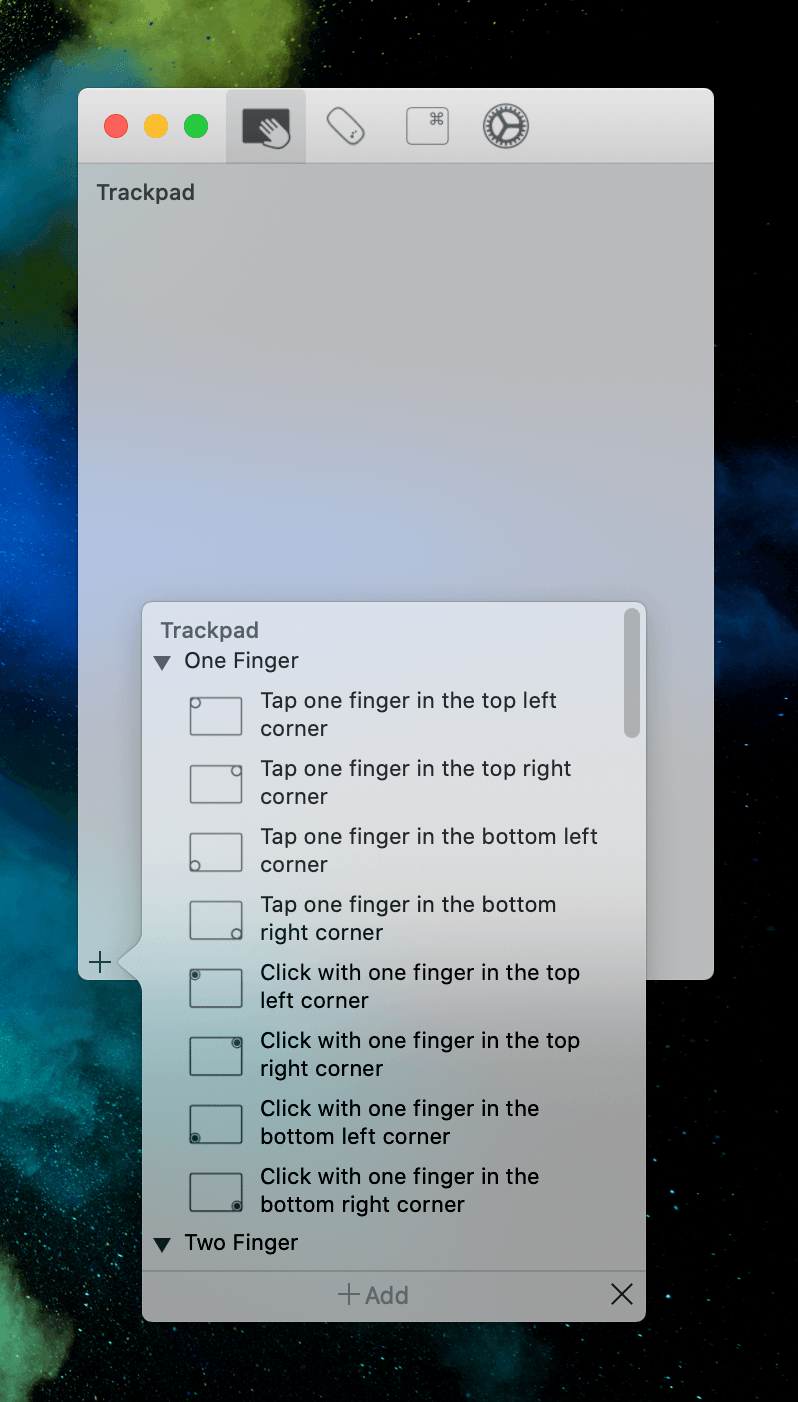 ⌘
Trackpad
Trackpad
One Finger
Tap one finger in the top left
corner
Tap one finger in the top right
corner
Tap one finger in the bottom left
corner
Tap one finger in the bottom
right corner
Click with one finger in the top
left corner
Click with one finger in the top
right corner
Click with one finger in the
bottom left corner
Click with one finger in the
bottom right corner
Two Finger
Add